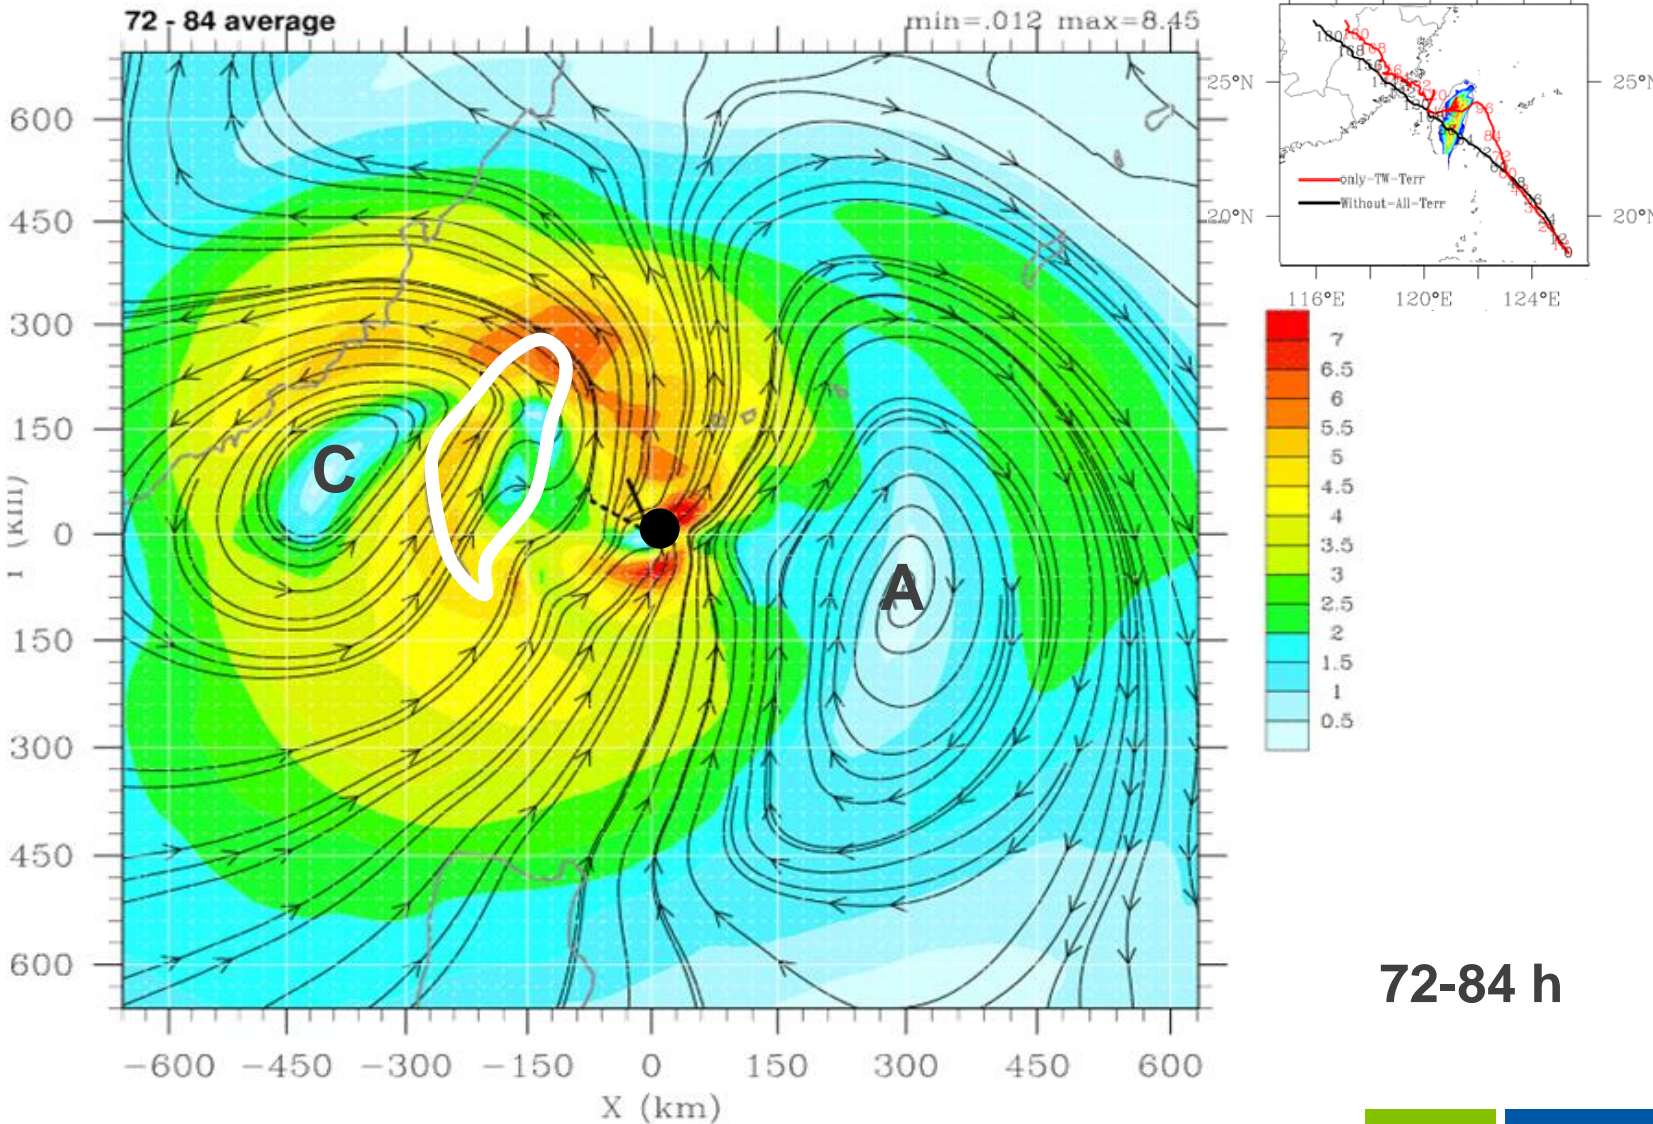 72 - 84 average
min=.012 max=8.45
600
450
300
150
0
150
300
450
600
C
A
−600 −450 −300 −150 0 150 300 450 600
X (km)
25°N
25°N
20°N
only-TW-Terr
Without-All-Terr
116°E 120°E 124°E
7
6.5
6
5.5
5
4.5
4
3.5
3
2.5
2
1.5
1
0.5
72-84 h